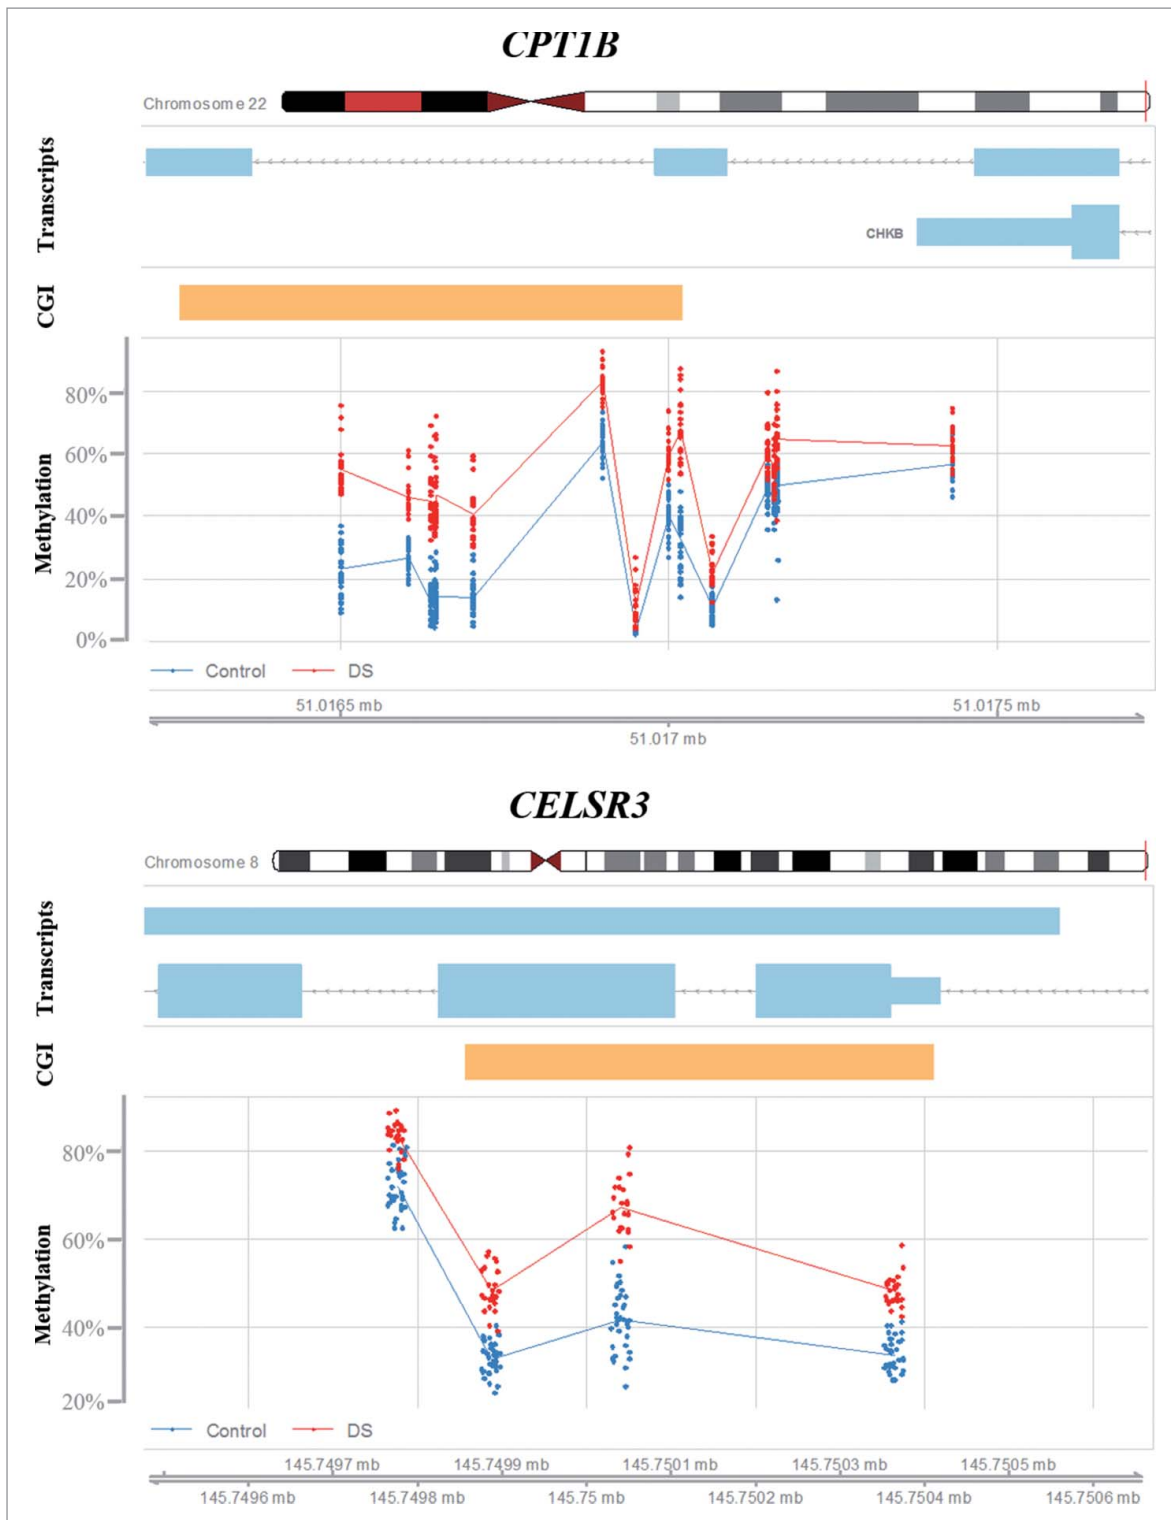 CPT1B
Chromosome 22
Transcripts
CHKB
CGI
Methylation
80%
60%
40%
20%
0%
Control DS
51.0165 mb 51.0175 mb
51.017 mb
CELSR3
Chromosome 8
Transcripts
CGI
Methylation
80%
60%
40%
20%
Control DS
145.7497 mb 145.7499 mb 145.7501 mb 145.7503 mb 145.7505 mb
145.7496 mb 145.7498 mb 145.75 mb 145.7502 mb 145.7504 mb 145.7506 mb